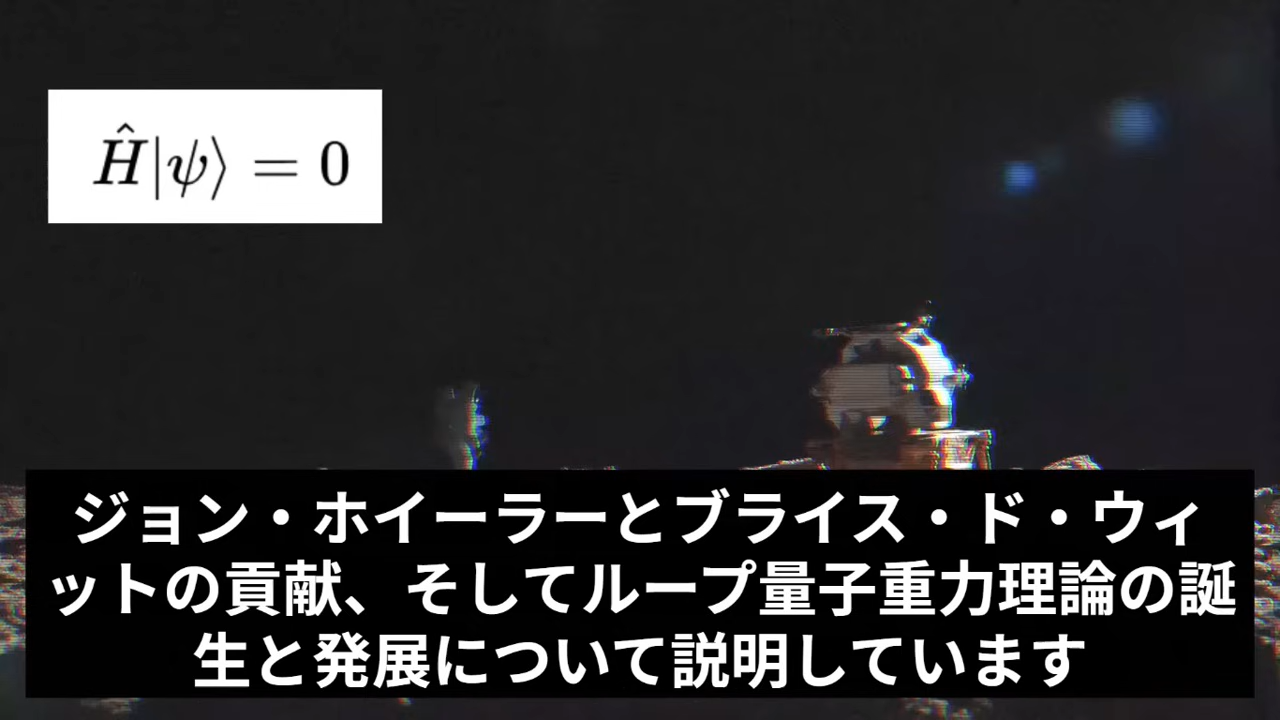 Ĥ|ψ⟩ = 0
ジョン・ホイーラーとブライス・ド・ウィ
ットの貢献、そしてループ量子重力理論の誕
生と発展について説明しています